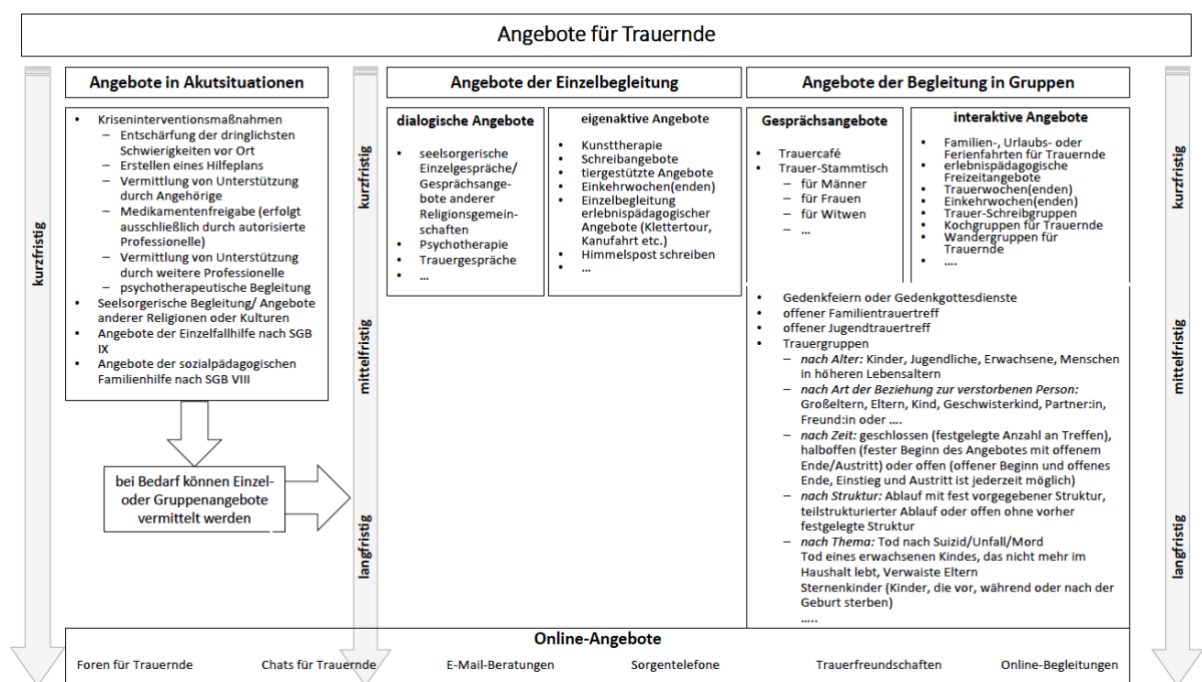 Angebote für Trauernde
kurzfristig
Angebote in Akutsituationen
• Kriseninterventionsmaßnahmen
– Entschärfung der dringlichsten
Schwierigkeiten vor Ort
– Erstellen eines Hilfeplans
– Vermittlung von Unterstützung
durch Angehörige
– Medikamentenfreigabe (erfolgt
ausschließlich durch autorisierte
Professionelle)
– Vermittlung von Unterstützung
durch weitere Professionelle
– psychotherapeutische Begleitung
• Seelsorgerische Begleitung/ Angebote
anderer Religionen oder Kulturen
• Angebote der Einzelfallhilfe nach SGB
IX
• Angebote der sozialpädagogischen
Familienhilfe nach SGB VIII
bei Bedarf können Einzel-
oder Gruppenangebote
vermittelt werden
kurzfristig
mittelfristig
langfristig
Angebote der Einzelbegleitung
dialogische Angebote
• seelsorgerische
Einzelgespräche/
Gesprächsange-
bote anderer
Religionsgemein-
schaften
• Psychotherapie
• Trauergespräche
• ...
eigenaktive Angebote
• Kunsttherapie
• Schreibangebote
• tiergestützte Angebote
• Einkehrwochen(enden)
• Einzelbegleitung
erlebnispädagogischer
Angebote (Klettertour,
Kanufahrt etc.)
• Himmelspost schreiben
• ...
Angebote der Begleitung in Gruppen
Gesprächsangebote
• Trauercafé
• Trauer-Stammtisch
– für Männer
– für Frauen
– für Witwen
– ...
interaktive Angebote
• Familien-, Urlaubs- oder
Ferienfahrten für Trauernde
• erlebnispädagogische
Freizeitangebote
• Trauerwochen(enden)
• Einkehrwochen(enden)
• Trauer-Schreibgruppen
• Kochgruppen für Trauernde
• Wandergruppen für
Trauernde
• ....
• Gedenkfeiern oder Gedenkgottesdienste
• offener Familientrauertreff
• offener Jugendtrauertreff
• Trauergruppen
– nach Alter: Kinder, Jugendliche, Erwachsene, Menschen
in höheren Lebensaltern
– nach Art der Beziehung zur verstorbenen Person:
Großeltern, Eltern, Kind, Geschwisterkind, Partner:in,
Freund:in oder ....
– nach Zeit: geschlossen (festgelegte Anzahl an Treffen),
halboffen (fester Beginn des Angebotes mit offenem
Ende/Austritt) oder offen (offener Beginn und offenes
Ende, Einstieg und Austritt ist jederzeit möglich)
– nach Struktur: Ablauf mit fest vorgegebener Struktur,
teilstrukturierter Ablauf oder offen ohne vorher
festgelegte Struktur
– nach Thema: Tod nach Suizid/Unfall/Mord
Tod eines erwachsenen Kindes, das nicht mehr im
Haushalt lebt, Verwaiste Eltern
Sternenkinder (Kinder, die vor, während oder nach der
Geburt sterben)
.....
kurzfristig
mittelfristig
langfristig
Online-Angebote
Foren für Trauernde Chats für Trauernde E-Mail-Beratungen Sorgentelefone Trauerfreundschaften Online-Begleitungen